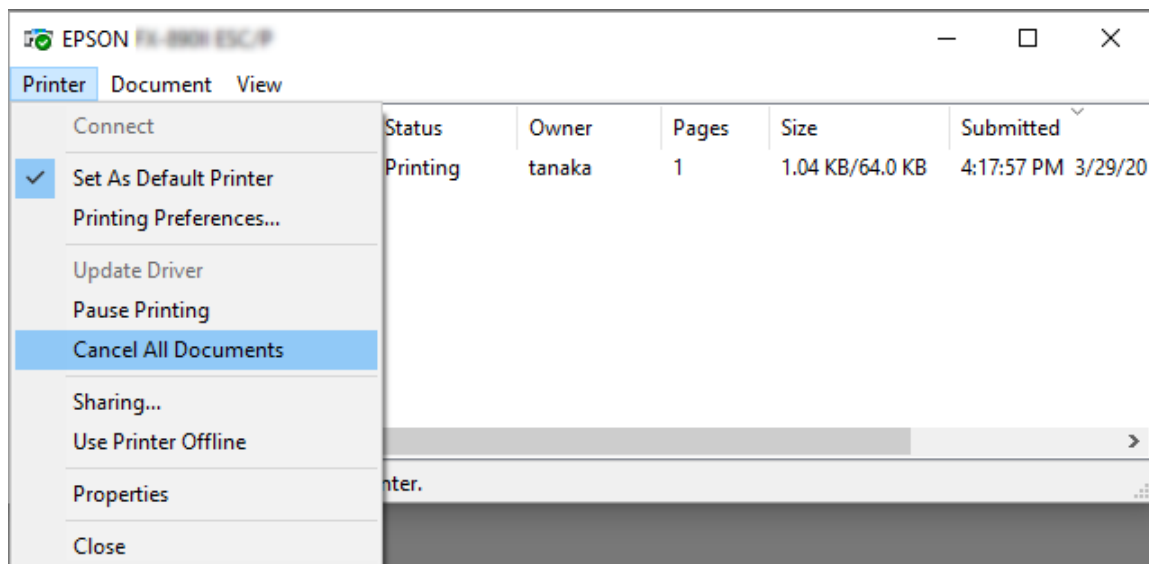 EPSON
Printer Document View
Connect
Set As Default Printer
Printing Preferences...
Update Driver
Pause Printing
Cancel All Documents
Sharing...
Use Printer Offline
Properties
Close
Status Owner Pages Size Submitted
Printing tanaka 1 1.04 KB/64.0 KB 4:17:57 PM 3/29/20
nter.